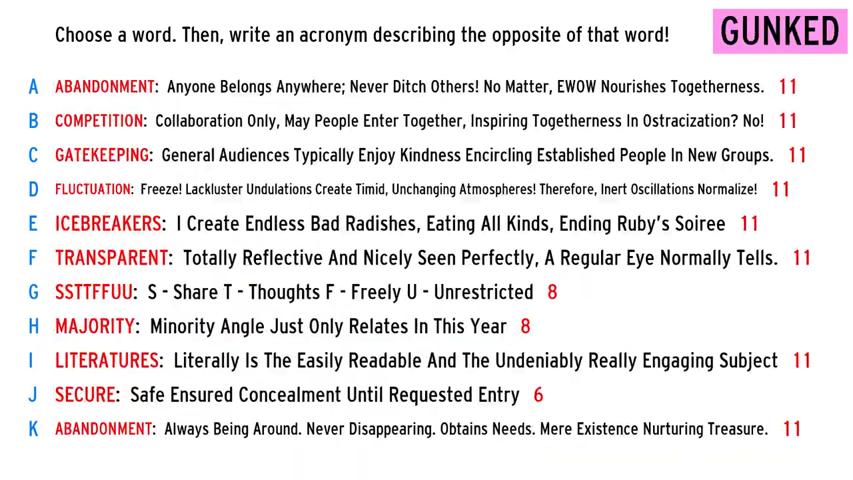 Choose a word. Then, write an acronym describing the opposite of that word!
GUNKED
A ABANDONMENT: Anyone Belongs Anywhere; Never Ditch Others! No Matter, EWOW Nourishes Togetherness. 11
B COMPETITION: Collaboration Only, May People Enter Together, Inspiring Togetherness In Ostracization? No! 11
C GATEKEEPING: General Audiences Typically Enjoy Kindness Encircling Established People In New Groups. 11
D FLUCTUATION: Freeze! Lackluster Undulations Create Timid, Unchanging Atmospheres! Therefore, Inert Oscillations Normalize! 11
E ICEBREAKERS: I Create Endless Bad Radishes, Eating All Kinds, Ending Ruby's Soiree 11
F TRANSPARENT: Totally Reflective And Nicely Seen Perfectly, A Regular Eye Normally Tells. 11
G SSTTFFUU: S - Share T - Thoughts F - Freely U - Unrestricted 8
H MAJORITY: Minority Angle Just Only Relates In This Year 8
I LITERATURES: Literally Is The Easily Readable And The Undeniably Really Engaging Subject 11
J SECURE: Safe Ensured Concealment Until Requested Entry 6
K ABANDONMENT: Always Being Around. Never Disappearing. Obtains Needs. Mere Existence Nurturing Treasure. 11